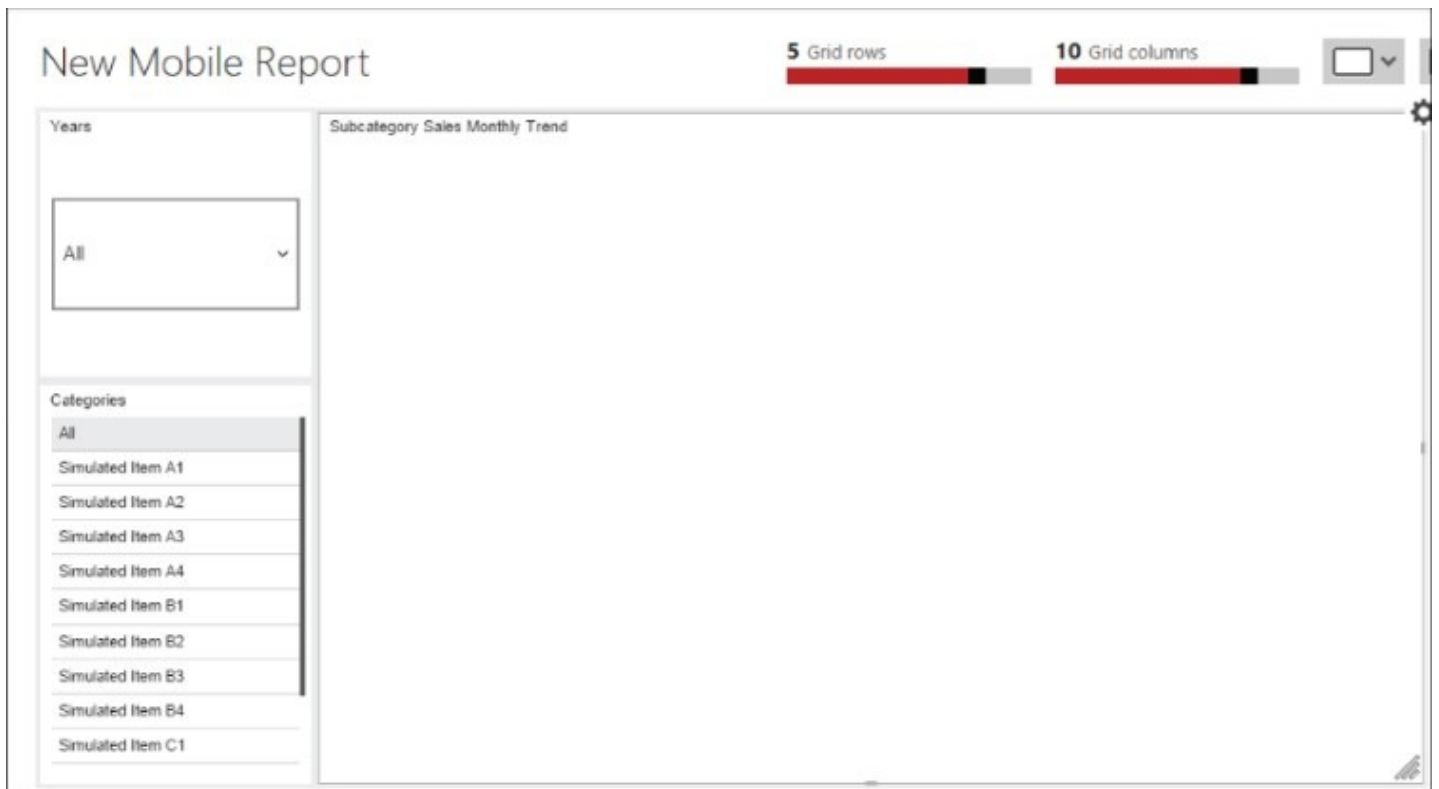 New Mobile Report
5 Grid rows
10 Grid columns
Years
All
Categories
All
Simulated Item A1
Simulated Item A2
Simulated Item A3
Simulated Item A4
Simulated Item B1
Simulated Item B2
Simulated Item B3
Simulated Item B4
Simulated Item C1
Subcategory Sales Monthly Trend